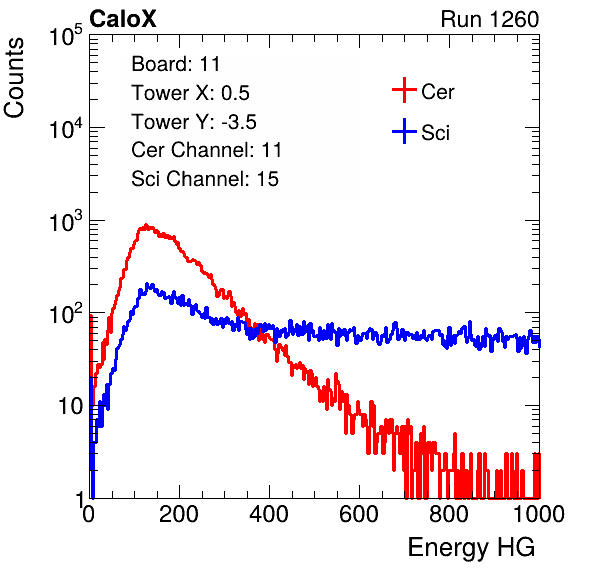 CaloX Run 1260
Counts
Board: 11
Tower X: 0.5
Tower Y: -3.5
Cer Channel: 11
Sci Channel: 15
Cer
Sci
10^5
10^4
10^3
10^2
10
1
0 200 400 600 800 1000
Energy HG